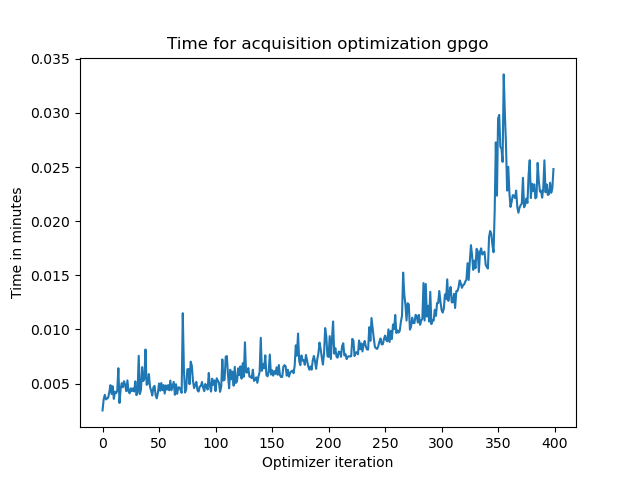 Time for acquisition optimization gpgo
0.035
0.030
0.025
0.020
0.015
0.010
0.005
Time in minutes
0 50 100 150 200 250 300 350 400
Optimizer iteration